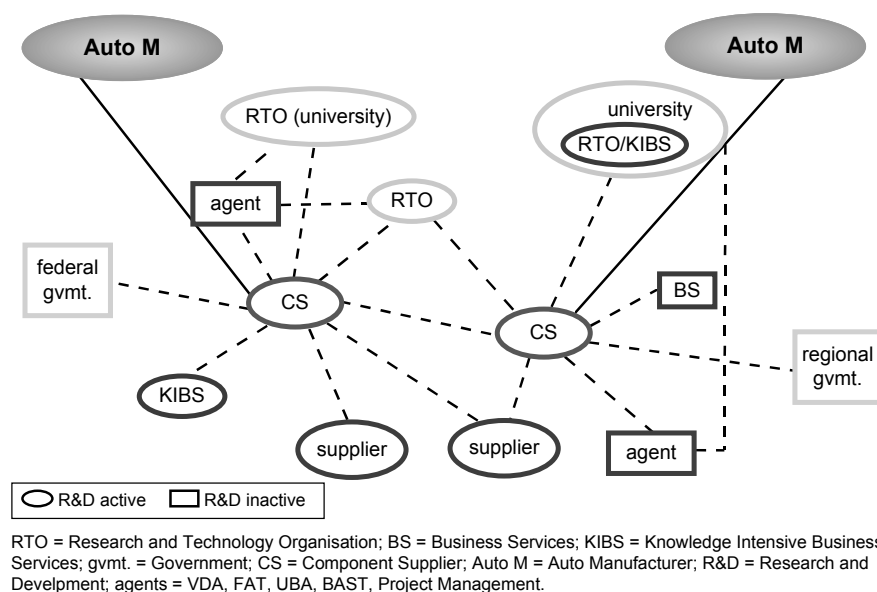 Auto M
Auto M
RTO (university)
university
RTO/KIBS
agent
RTO
federal
gvmt.
CS
BS
CS
regional
gvmt.
KIBS
supplier
supplier
agent
R&D active
R&D inactive
RTO = Research and Technology Organisation; BS = Business Services; KIBS = Knowledge Intensive Business
Services; gvmt. = Government; CS = Component Supplier; Auto M = Auto Manufacturer; R&D = Research and
Develpment; agents = VDA, FAT, UBA, BAST, Project Management.